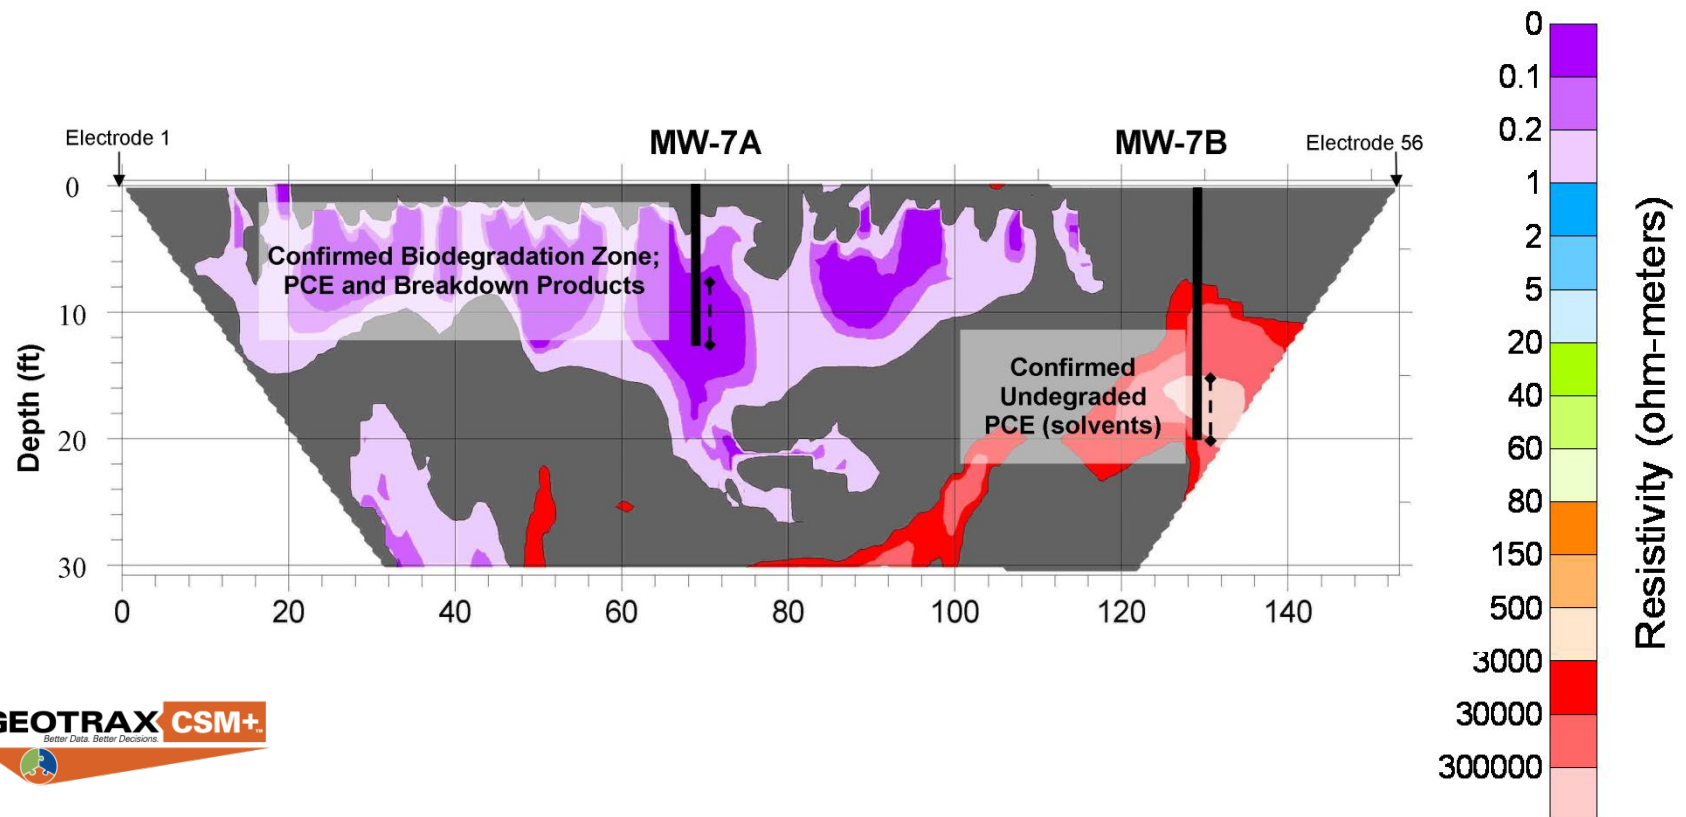 Electrode 1
MW-7A
MW-7B
Electrode 56
Depth (ft)
0
10
20
30
Confirmed Biodegradation Zone;
PCE and Breakdown Products
Confirmed
Undegraded
PCE (solvents)
0 20 40 60 80 100 120 140
0
0.1
0.2
1
2
5
20
40
60
80
150
500
3000
30000
300000
Resistivity (ohm-meters)
GEOTRAX CSM+™
Better Data. Better Decisions.